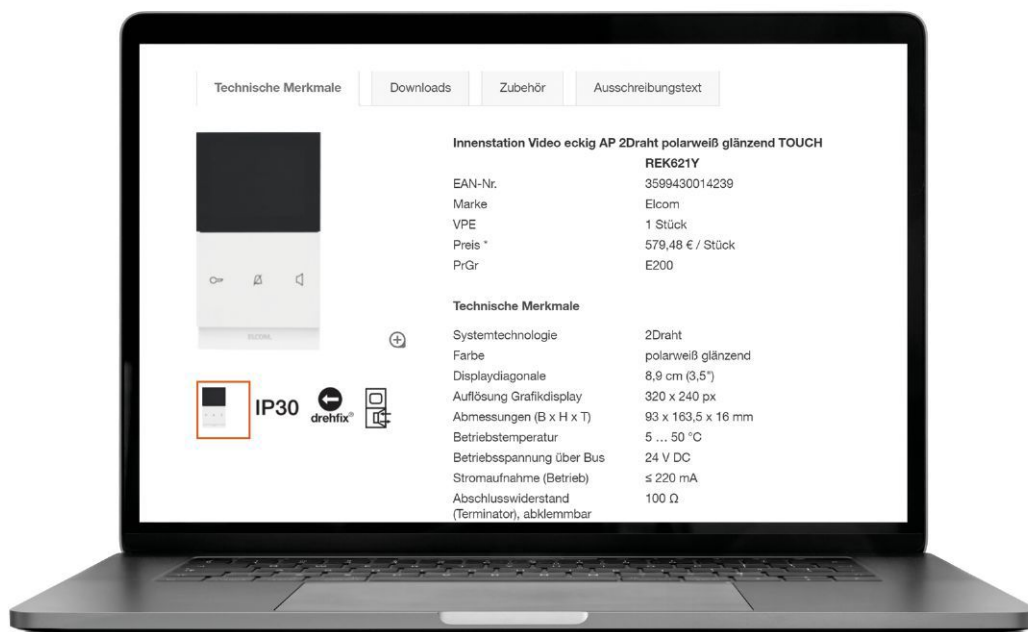 Technische Merkmale
Downloads
Zubehör
Ausschreibungstext
Innenstation Video eckig AP 2Draht polarweiß glänzend TOUCH
REK621Y
EAN-Nr. 3599430014239
Marke Elcom
VPE 1 Stück
Preis * 579,48 € / Stück
PrGr E200
ELCOM.
IP30
drehfix®
Technische Merkmale
Systemtechnologie 2Draht
Farbe polarweiß glänzend
Displaydiagonale 8,9 cm (3,5")
Auflösung Grafikdisplay 320 x 240 px
Abmessungen (B x H x T) 93 x 163,5 x 16 mm
Betriebstemperatur 5 … 50 °C
Betriebsspannung über Bus 24 V DC
Stromaufnahme (Betrieb) ≤ 220 mA
Abschlusswiderstand 100 Ω
(Terminator), abklemmbar